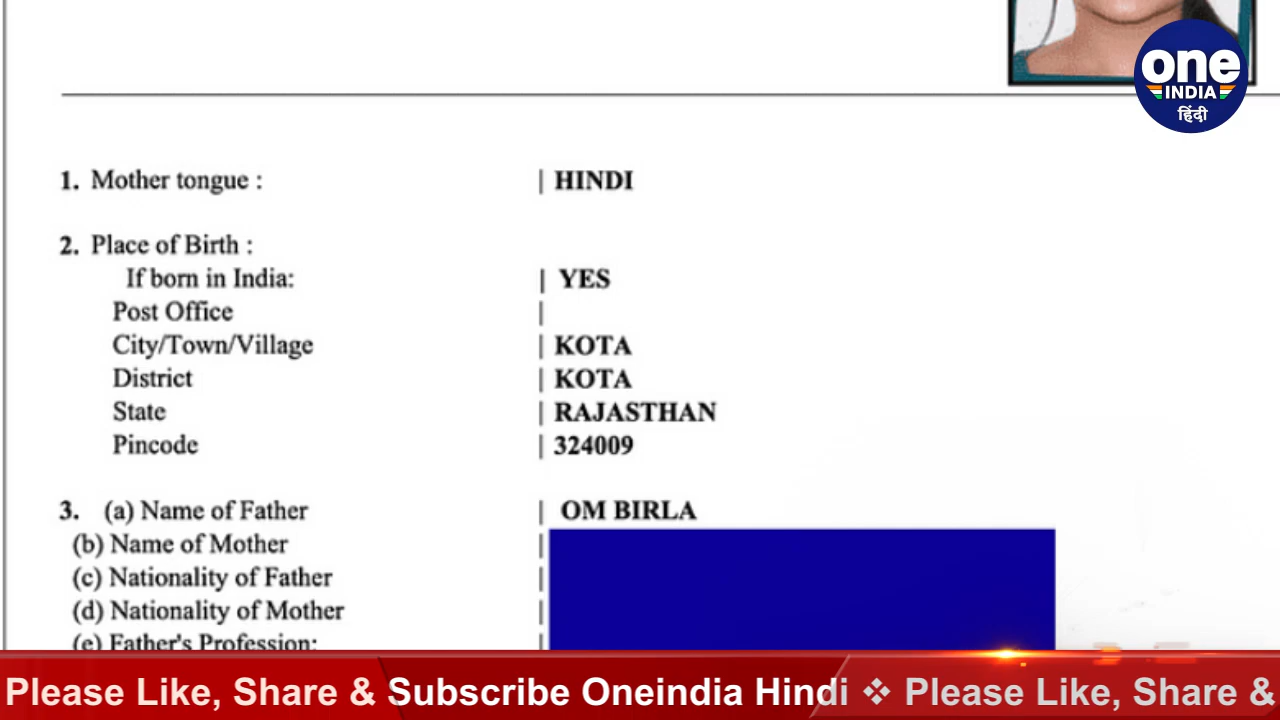 one
INDIA
हिंदी
1. Mother tongue : | HINDI
2. Place of Birth :
If born in India: | YES
Post Office |
City/Town/Village | KOTA
District | KOTA
State | RAJASTHAN
Pincode | 324009
3. (a) Name of Father | OM BIRLA
(b) Name of Mother |
(c) Nationality of Father |
(d) Nationality of Mother |
(e) Father's Profession: |
Please Like, Share & Subscribe Oneindia Hindi ❖ Please Like, Share &